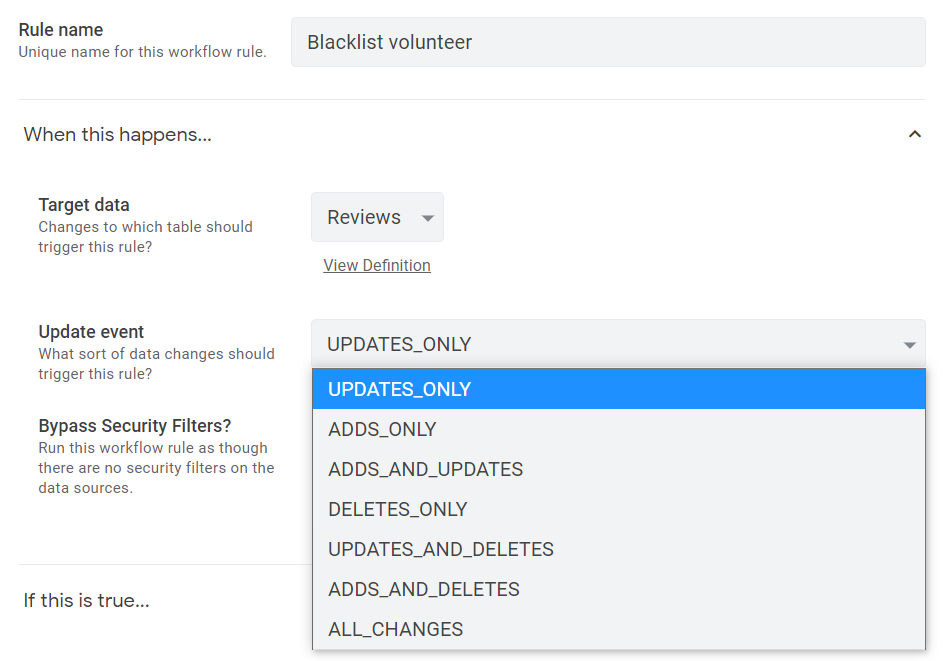 Rule name
Unique name for this workflow rule.
Blacklist volunteer
When this happens...
Target data
Changes to which table should
trigger this rule?
Reviews
View Definition
Update event
What sort of data changes should
trigger this rule?
UPDATES_ONLY
UPDATES_ONLY
ADDS_ONLY
ADDS_AND_UPDATES
DELETES_ONLY
UPDATES_AND_DELETES
ADDS_AND_DELETES
ALL_CHANGES
Bypass Security Filters?
Run this workflow rule as though
there are no security filters on the
data sources.
If this is true...